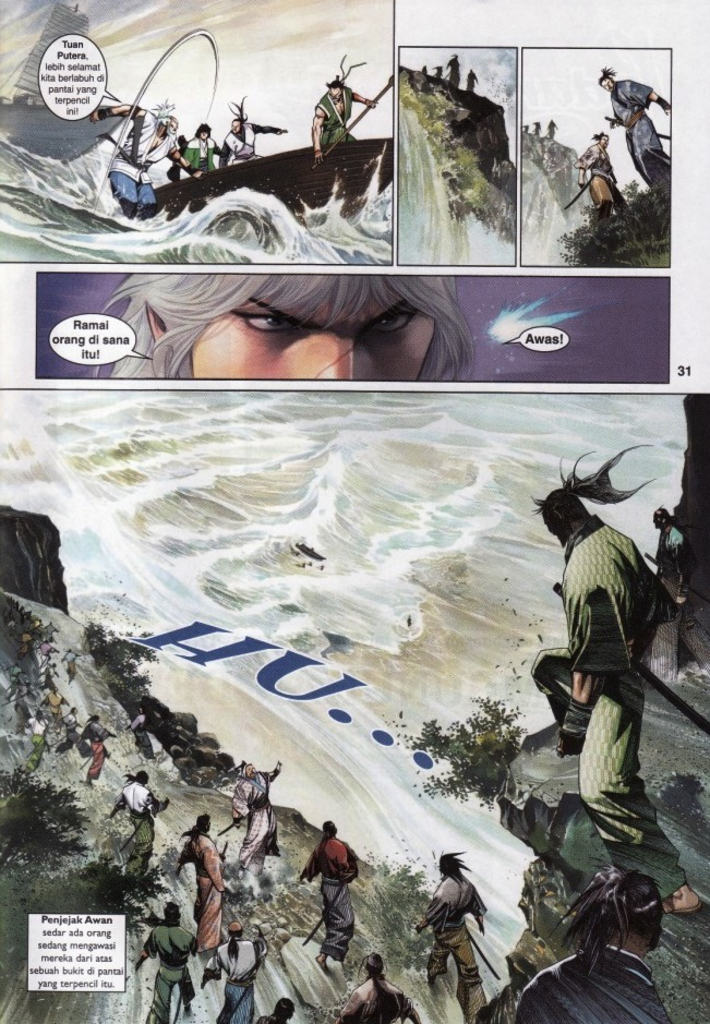 Tuan
Putera,
lebih selamat
kita berlabuh di
pantai yang
terpencil
ini!
Ramai
orang di sana
itu!
Awas!
31
HU...
Penjejak Awan
sedar ada orang
sedang mengawasi
mereka dari atas
sebuah bukit di pantai
yang terpencil itu.